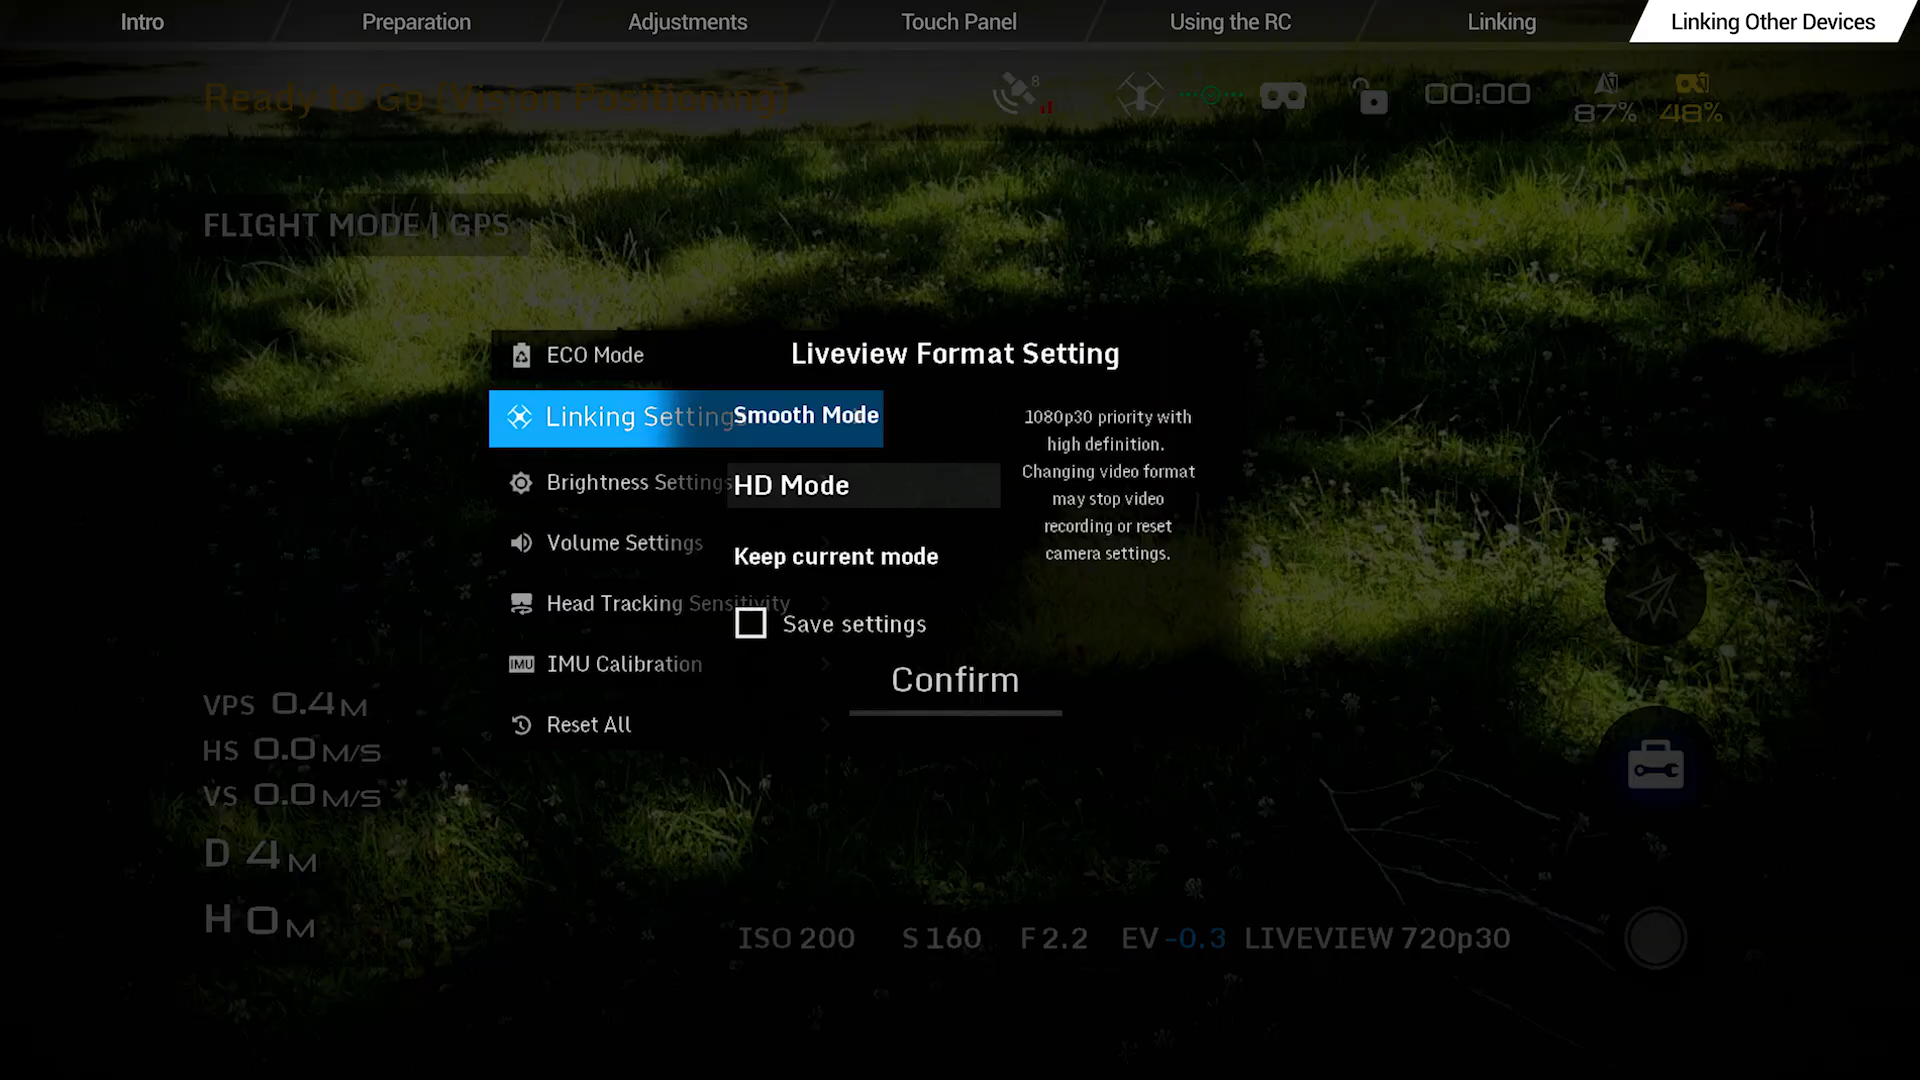 Intro
Preparation
Adjustments
Touch Panel
Using the RC
Linking
Linking Other Devices
Ready to Go (Vision Positioning)
8
00:00
87%
48%
FLIGHT MODE | GPS
ECO Mode
Liveview Format Setting
Linking Setting
Smooth Mode
1080p30 priority with
high definition.
Changing video format
may stop video
recording or reset
camera settings.
Brightness Settings
HD Mode
Volume Settings
Keep current mode
Head Tracking Sensitivity
Save settings
IMU
IMU Calibration
Confirm
Reset All
VPS 0.4 M
HS 0.0 M/S
VS 0.0 M/S
D 4 M
H 0 M
ISO 200
S 160
F 2.2
EV -0.3
LIVEVIEW 720p30